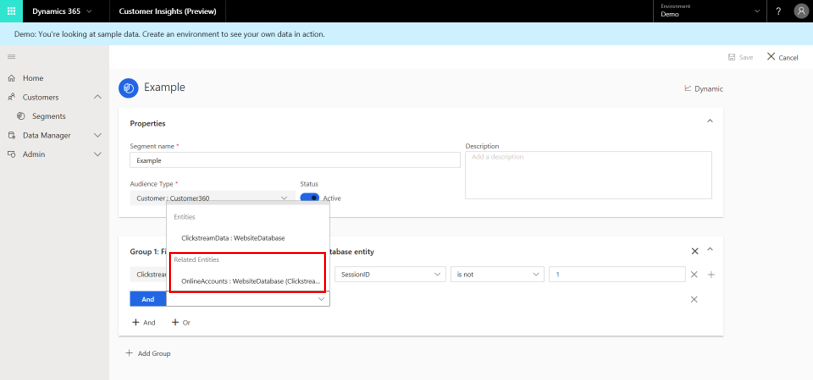 Dynamics 365
Customer Insights (Preview)
Environment
Demo
?
Demo: You're looking at sample data. Create an environment to see your own data in action.
Save
Cancel
Home
Customers
Segments
Data Manager
Admin
Example
Dynamic
Properties
Segment name *
Example
Description
Add a description
Audience Type *
Customer : Customer360
Status
Active
Entities
ClickstreamData : WebsiteDatabase
Related Entities
OnlineAccounts : WebsiteDatabase (Clickstrea...
Group 1: Fi
abase entity
Clickstrea
SessionID
is not
1
And
And
Or
Add Group